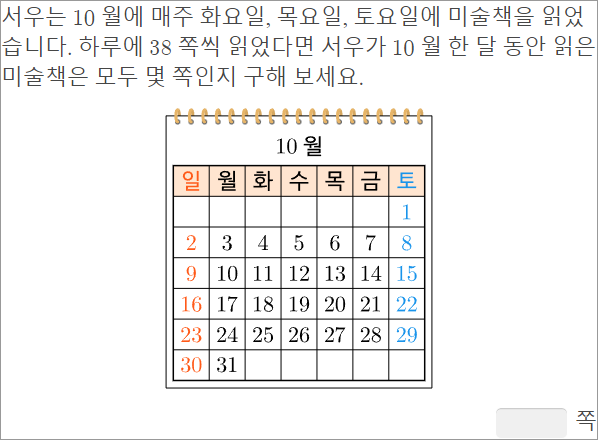 서우는 10 월에 매주 화요일, 목요일, 토요일에 미술책을 읽었
습니다. 하루에 38 쪽씩 읽었다면 서우가 10 월 한 달 동안 읽은
미술책은 모두 몇 쪽인지 구해 보세요.
10 월
일 월 화 수 목 금 토
1
2 3 4 5 6 7 8
9 10 11 12 13 14 15
16 17 18 19 20 21 22
23 24 25 26 27 28 29
30 31
쪽